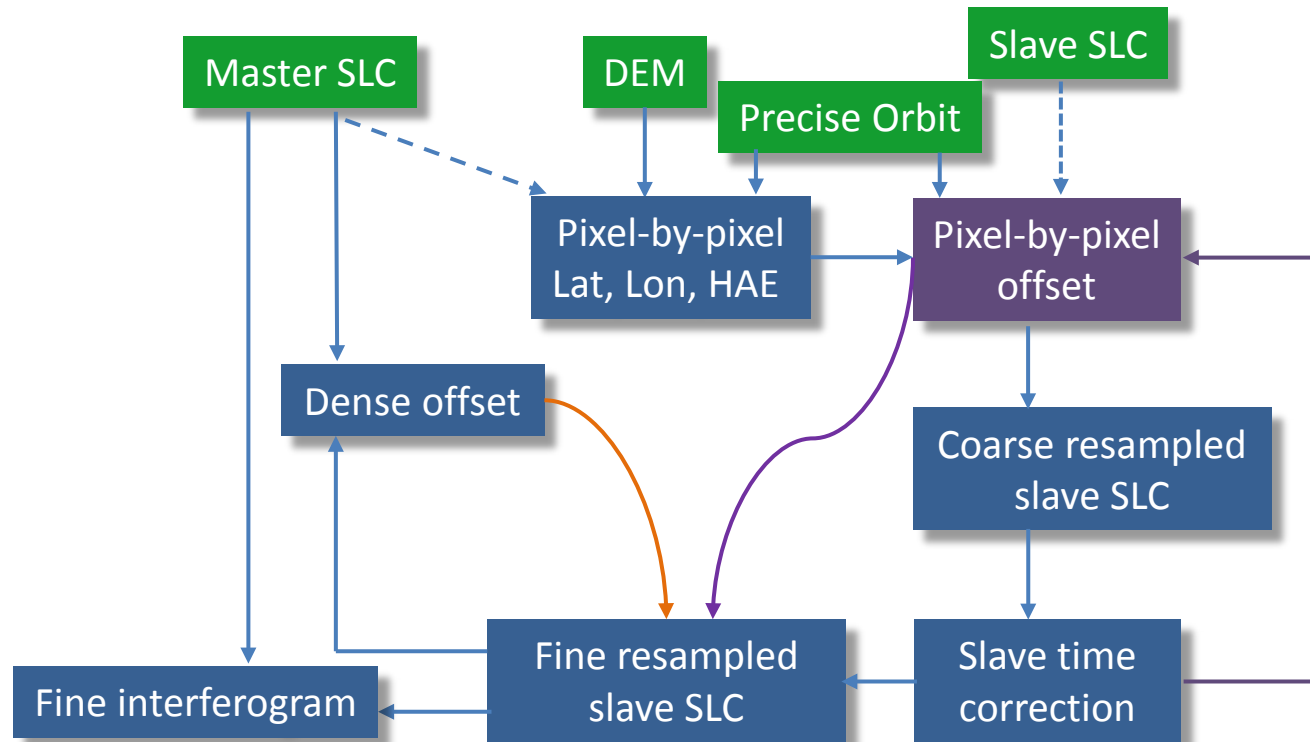 Master SLC
DEM
Slave SLC
Precise Orbit
Pixel-by-pixel
Lat, Lon, HAE
Pixel-by-pixel
offset
Dense offset
Coarse resampled
slave SLC
Fine resampled
slave SLC
Slave time
correction
Fine interferogram